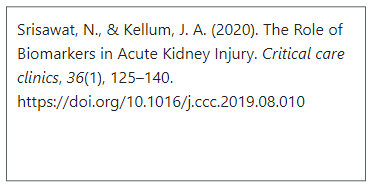 Srisawat, N., & Kellum, J. A. (2020). The Role of
Biomarkers in Acute Kidney Injury. Critical care
clinics, 36(1), 125–140.
https://doi.org/10.1016/j.ccc.2019.08.010